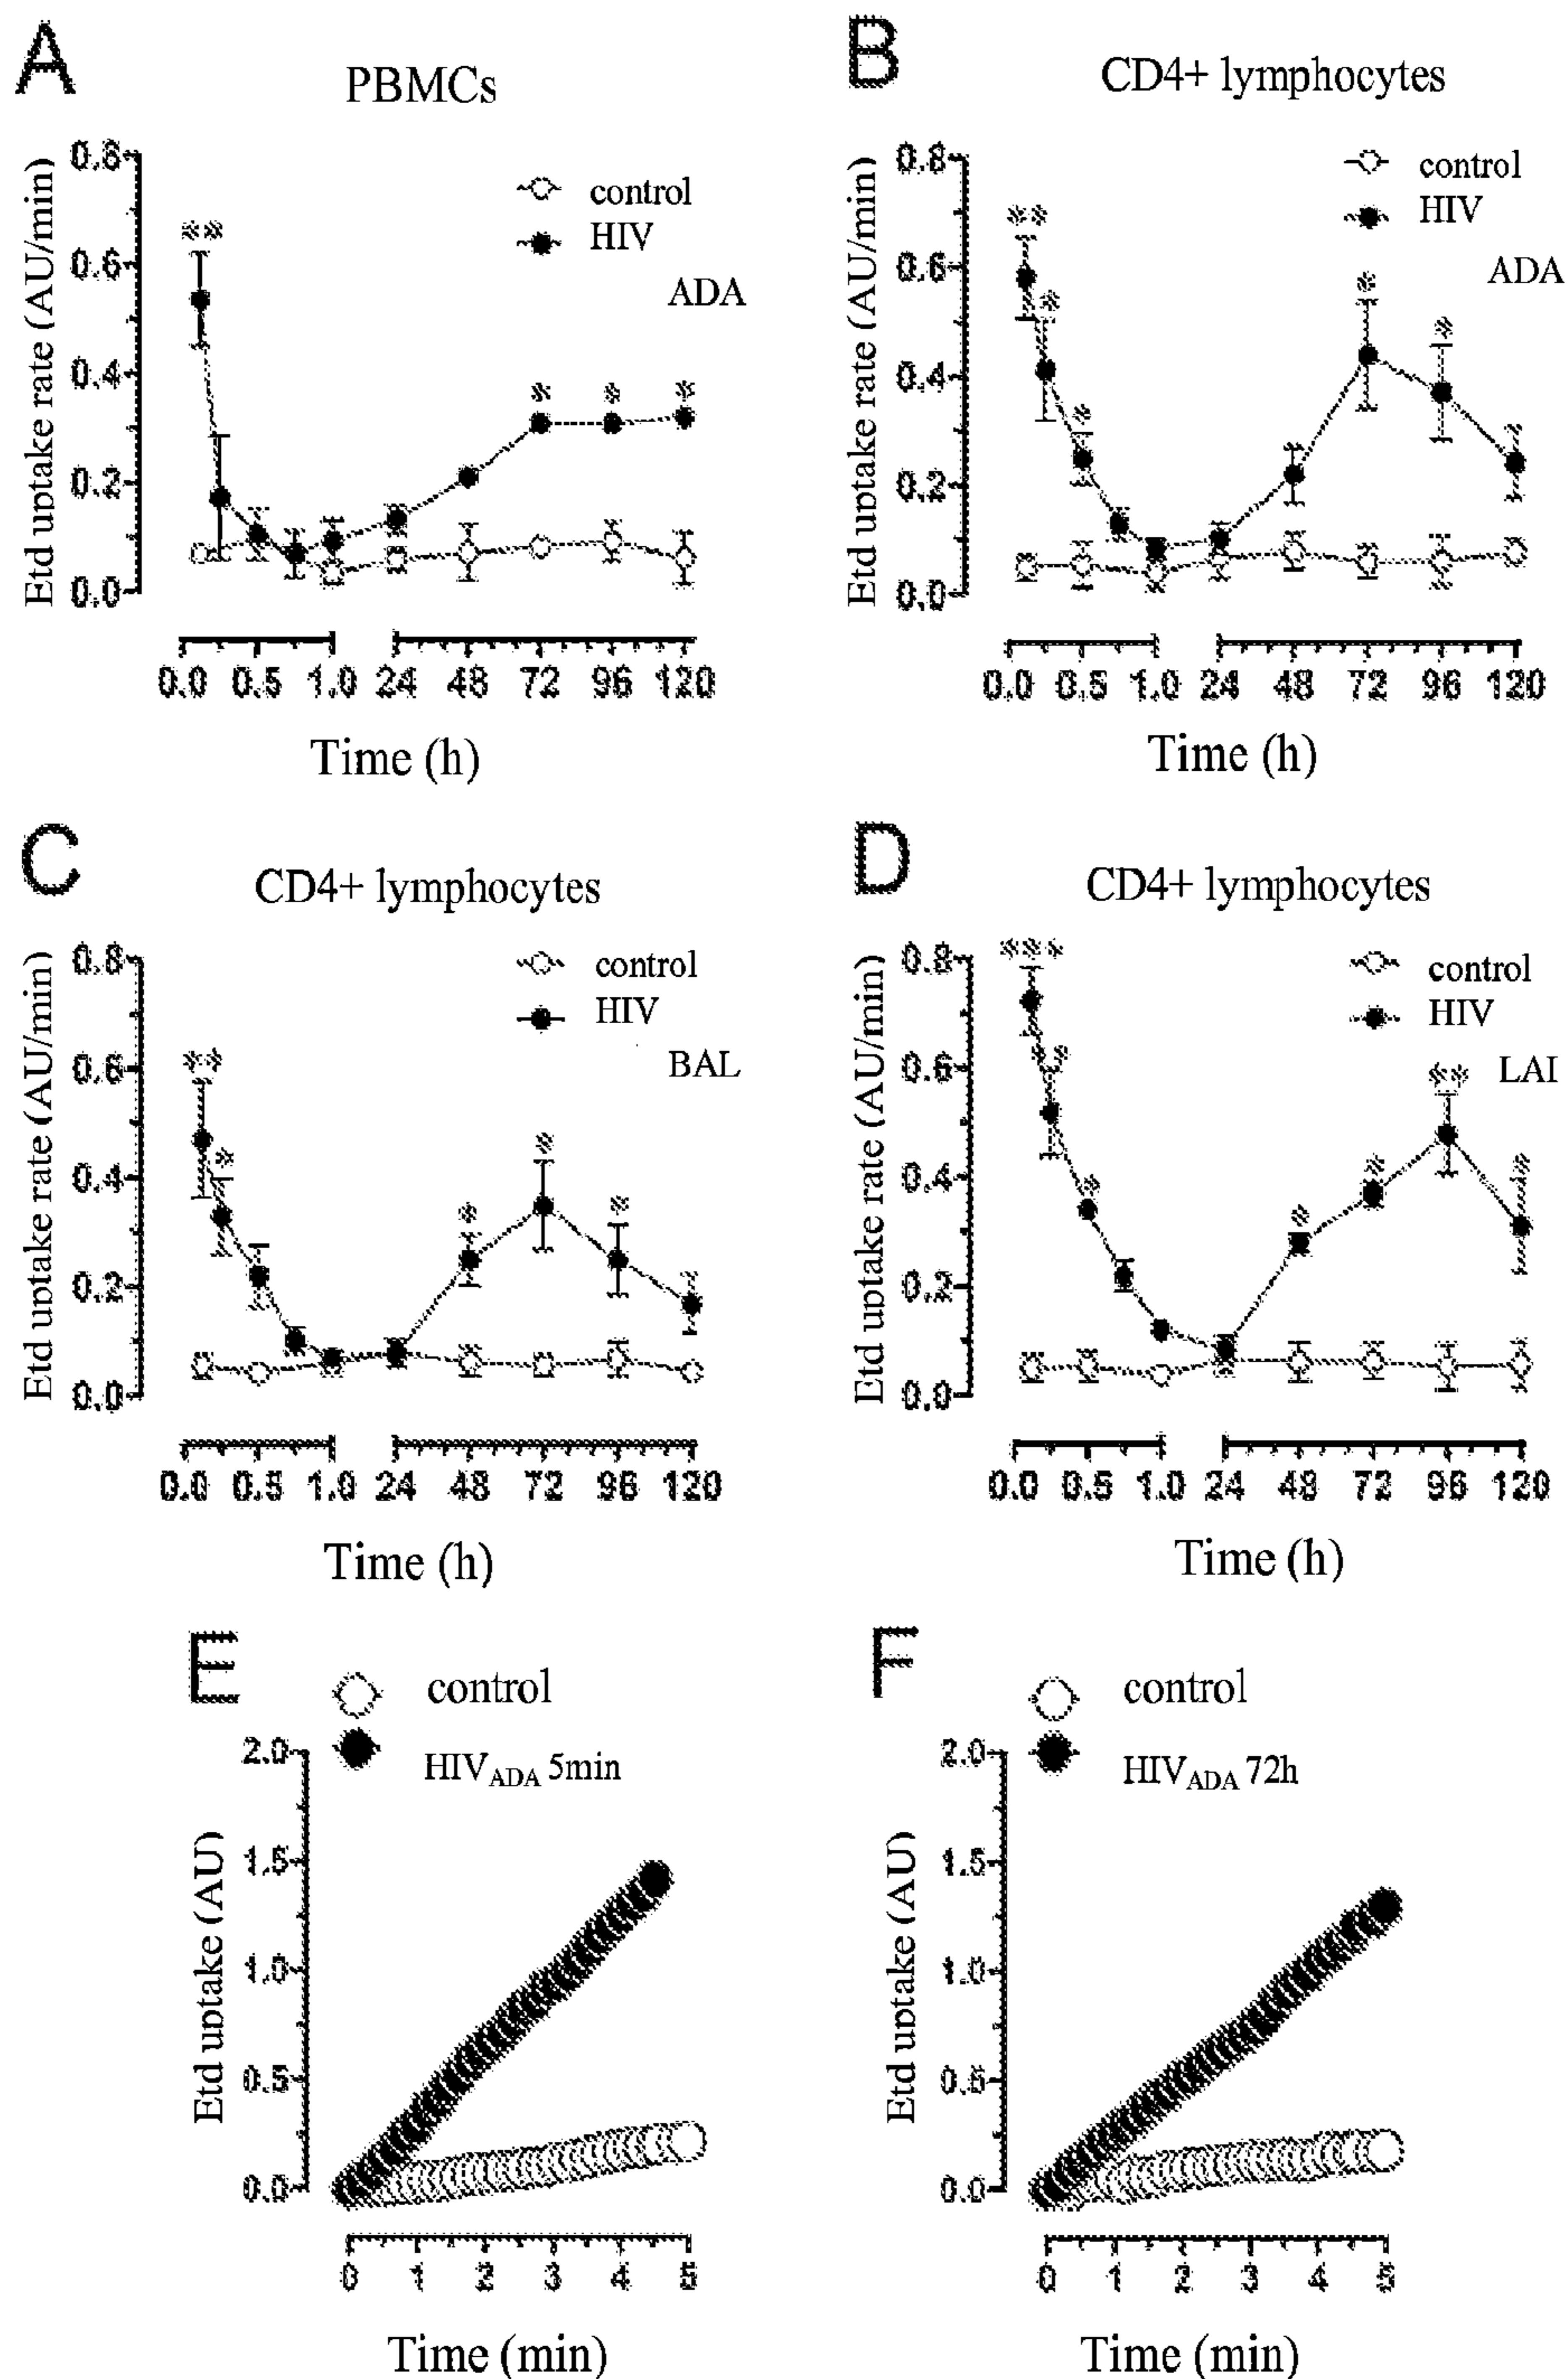 A
PBMCs
Etd uptake rate (AU/min)
0.8
0.6
0.4
0.2
0.0
** 
* * *
control
HIV
ADA
0.0 0.5 1.0 24 48 72 96 120
Time (h)
B
CD4+ lymphocytes
Etd uptake rate (AU/min)
0.8
0.6
0.4
0.2
0.0
**
*
*
*
*
control
HIV
ADA
0.0 0.5 1.0 24 48 72 96 120
Time (h)
C
CD4+ lymphocytes
Etd uptake rate (AU/min)
0.8
0.6
0.4
0.2
0.0
**
*
*
*
*
control
HIV
BAL
0.0 0.5 1.0 24 48 72 96 120
Time (h)
D
CD4+ lymphocytes
Etd uptake rate (AU/min)
0.8
0.6
0.4
0.2
0.0
***
**
*
*
*
**
*
control
HIV
LAI
0.0 0.5 1.0 24 48 72 96 120
Time (h)
E
control
HIVADA 5min
Etd uptake (AU)
2.0
1.5
1.0
0.5
0.0
0 1 2 3 4 5
Time (min)
F
control
HIVADA 72h
Etd uptake (AU)
2.0
1.5
1.0
0.5
0.0
0 1 2 3 4 5
Time (min)